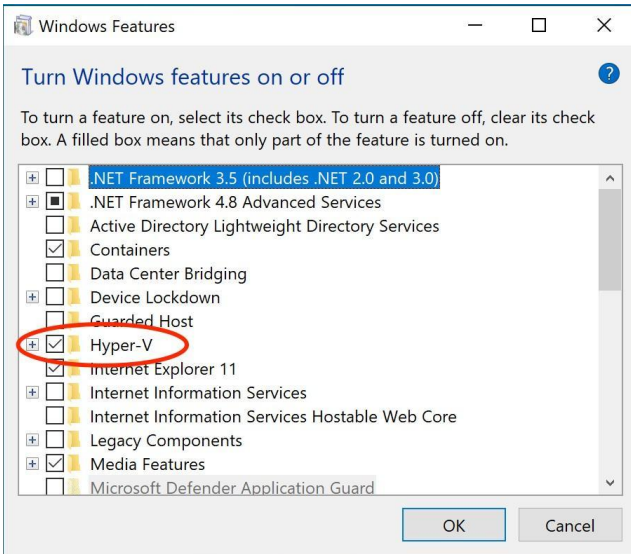 Windows Features
Turn Windows features on or off
?
To turn a feature on, select its check box. To turn a feature off, clear its check
box. A filled box means that only part of the feature is turned on.
.NET Framework 3.5 (includes .NET 2.0 and 3.0)
.NET Framework 4.8 Advanced Services
Active Directory Lightweight Directory Services
Containers
Data Center Bridging
Device Lockdown
Guarded Host
Hyper-V
Internet Explorer 11
Internet Information Services
Internet Information Services Hostable Web Core
Legacy Components
Media Features
Microsoft Defender Application Guard
OK
Cancel